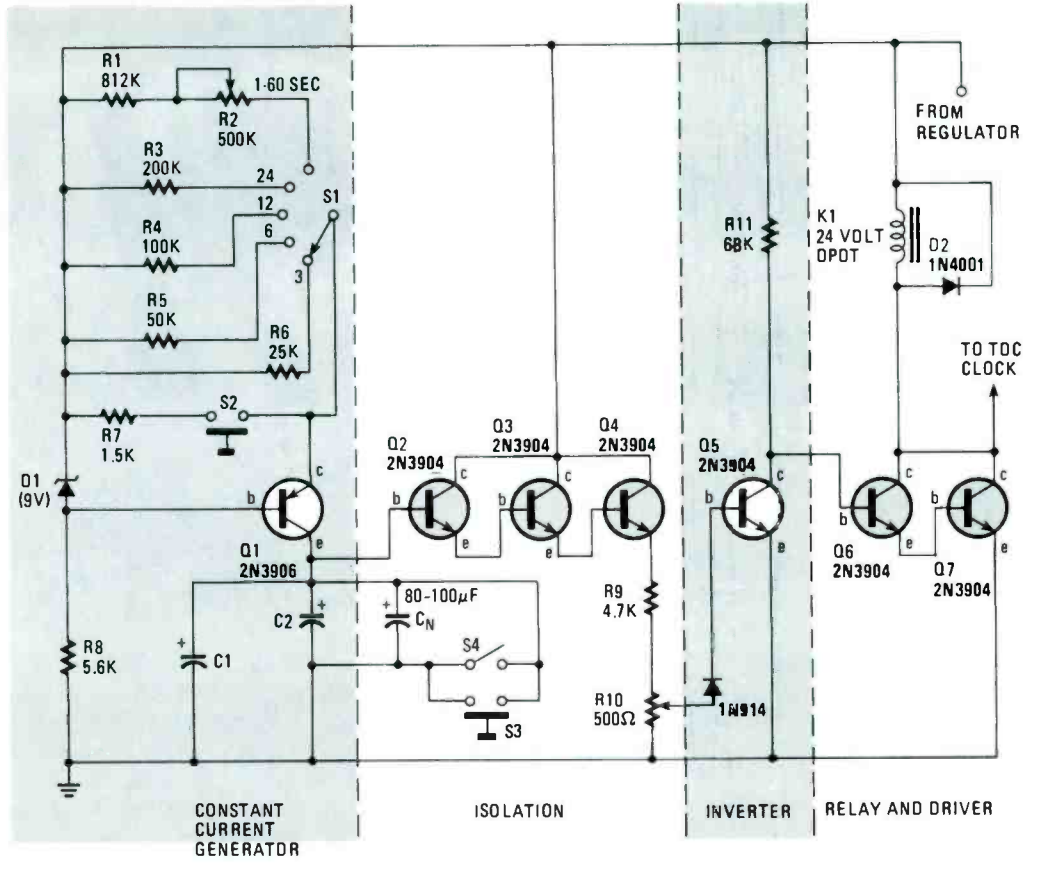 R1
812K
1-60 SEC
R2
500K
R3
200K
24
12
S1
R4
100K
6
3
R5
50K
R6
25K
S2
R7
1.5K
D1
(9V)
b
c
e
Q1
2N3906
R8
5.6K
C1
C2
+
+
+
80-100µF
CN
S4
S3
Q2
2N3904
b
c
e
Q3
2N3904
b
c
e
Q4
2N3904
R9
4.7K
R10
500Ω
R11
68K
Q5
2N3904
b
c
e
1N914
FROM
REGULATOR
K1
24 VOLT
DPDT
D2
1N4001
TO TDC
CLOCK
b
c
e
Q6
2N3904
b
c
e
Q7
2N3904
CONSTANT
CURRENT
GENERATOR
ISOLATION
INVERTER
RELAY AND DRIVER